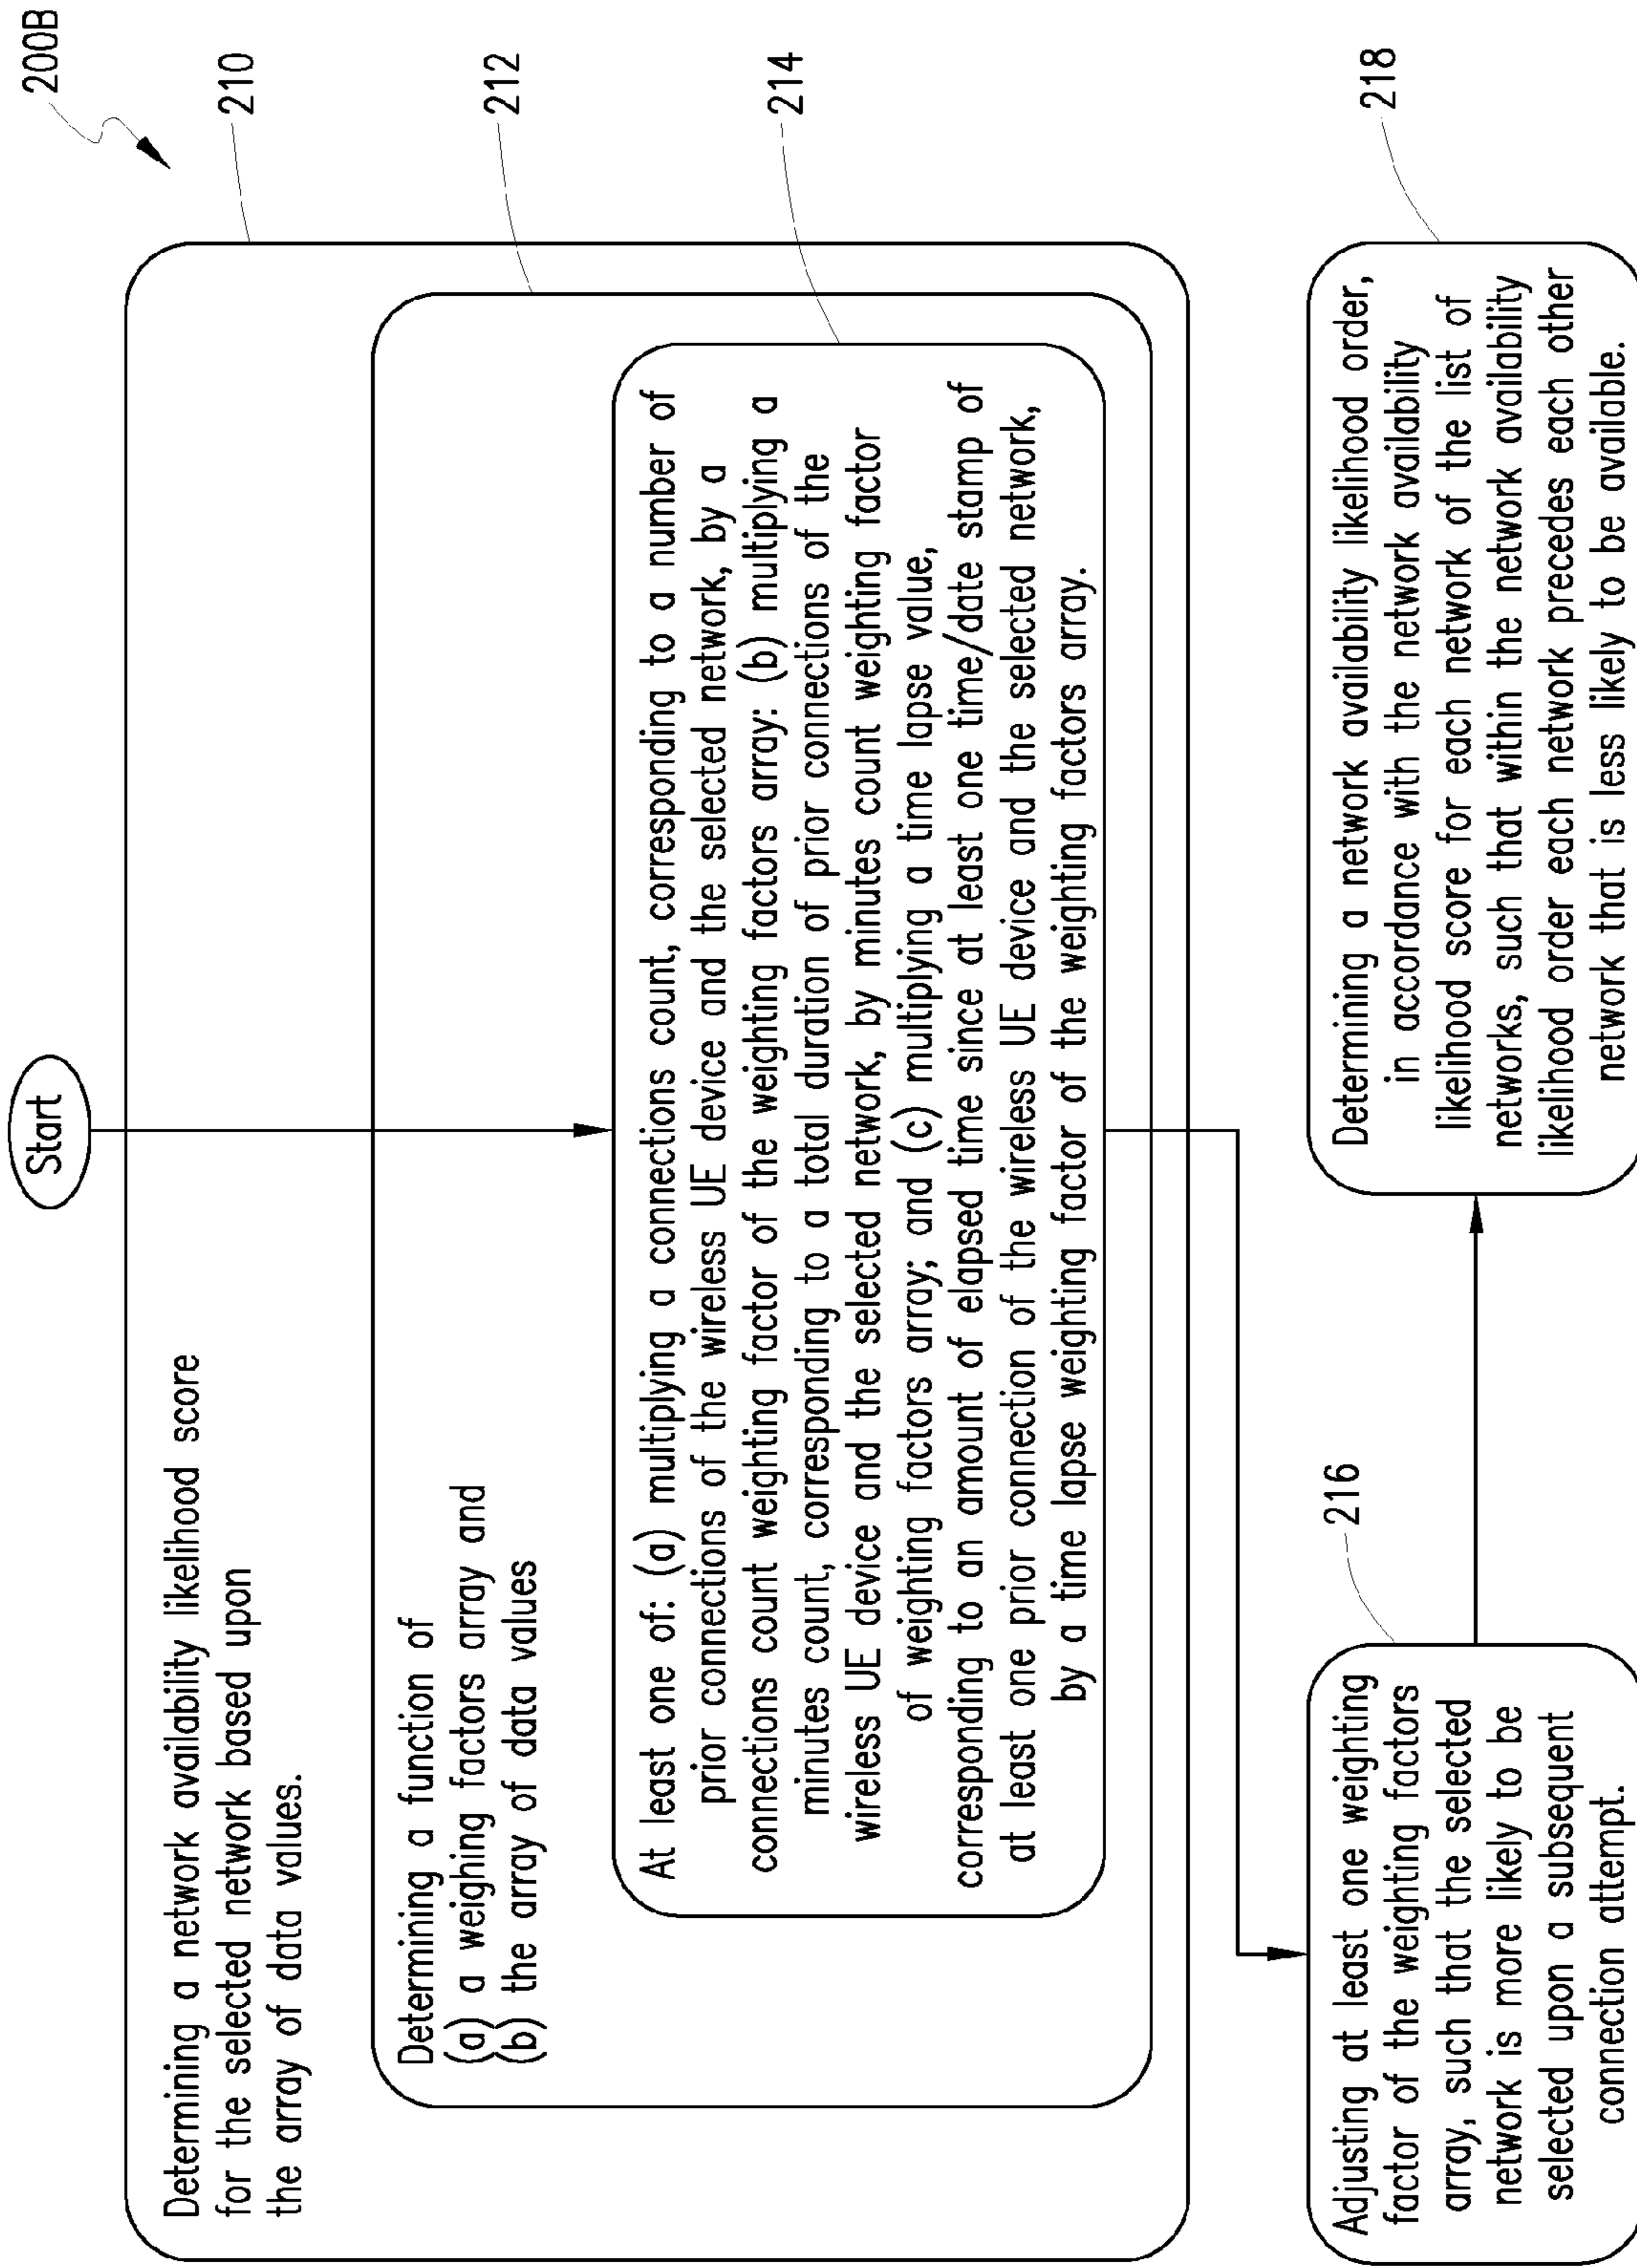 200B
Start
210
Determining a network availability likelihood score
for the selected network based upon
the array of data values.
212
Determining a function of
(a) a weighing factors array and
(b) the array of data values
214
At least one of: (a) multiplying a connections count, corresponding to a number of
prior connections of the wireless UE device and the selected network, by a
connections count weighting factor of the weighting factors array: (b) multiplying a
minutes count, corresponding to a total duration of prior connections of the
wireless UE device and the selected network, by minutes count weighting factor
of weighting factors array; and (c) multiplying a time lapse value,
corresponding to an amount of elapsed time since at least one time/date stamp of
at least one prior connection of the wireless UE device and the selected network,
by a time lapse weighting factor of the weighting factors array.
216
Adjusting at least one weighting
factor of the weighting factors
array, such that the selected
network is more likely to be
selected upon a subsequent
connection attempt.
218
Determining a network availability likelihood order,
in accordance with the network availability
likelihood score for each network of the list of
networks, such that within the network availability
likelihood order each network precedes each other
network that is less likely to be available.